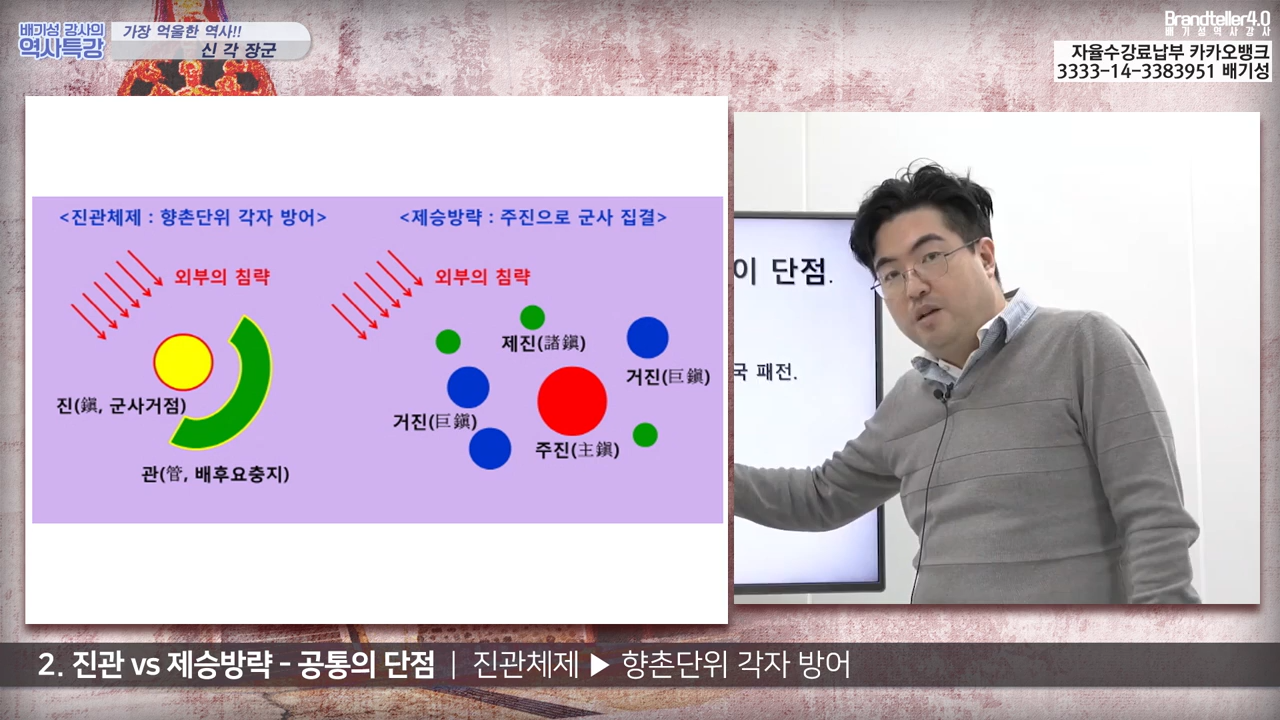 배기성 강사의
역사특강
가장 억울한 역사!!
신 각 장군
Brandteller4.0
배기성역사강사
자율수강료납부 카카오뱅크
3333-14-3383951 배기성
<진관체제 : 향촌단위 각자 방어>
<제승방략 : 주진으로 군사 집결>
외부의 침략
외부의 침략
제진(諸鎭)
거진(巨鎭)
진(鎭, 군사거점)
거진(巨鎭)
주진(主鎭)
관(管, 배후요충지)
이 단점.
국 패전.
2. 진관 vs 제승방략 - 공통의 단점 | 진관체제 ▶ 향촌단위 각자 방어